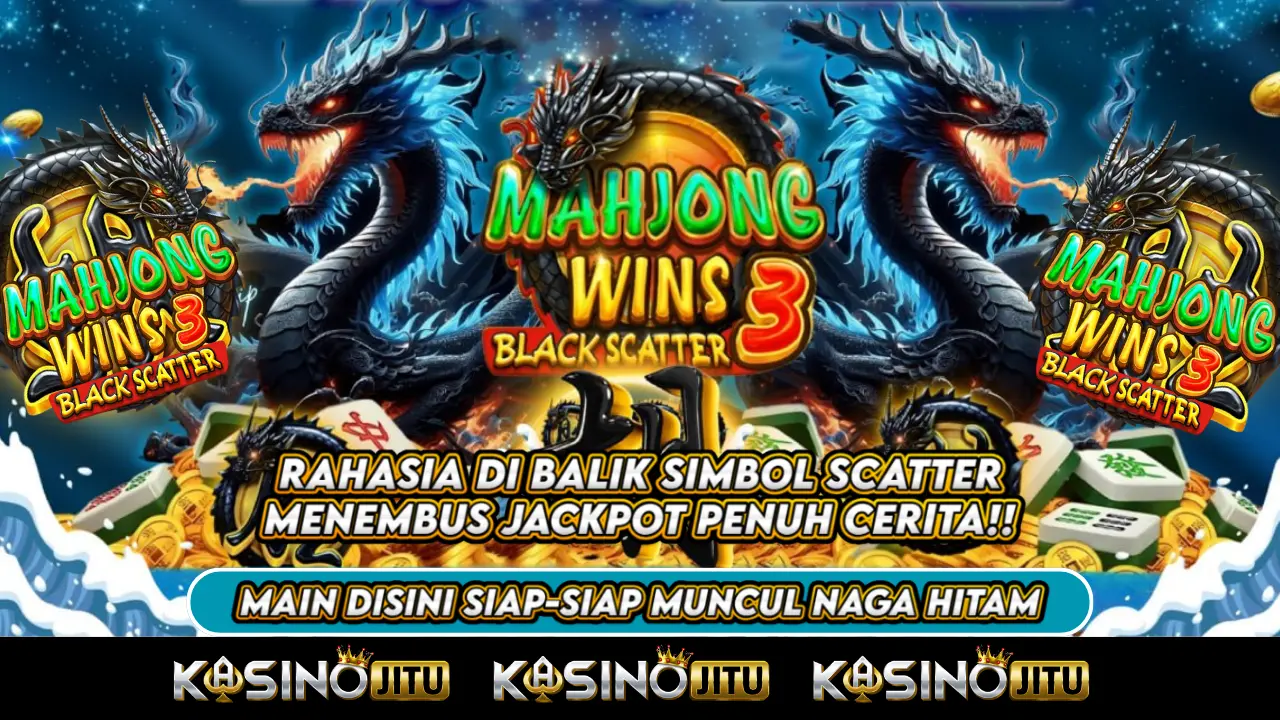 MAHJONG
WINS 3
BLACK SCATTER
MAHJONG
WINS 3
BLACK SCATTER
MAHJONG
WINS 3
BLACK SCATTER
RAHASIA DI BALIK SIMBOL SCATTER
MENEMBUS JACKPOT PENUH CERITA!!
MAIN DISINI SIAP-SIAP MUNCUL NAGA HITAM
KASINO JITU KASINO JITU KASINO JITU